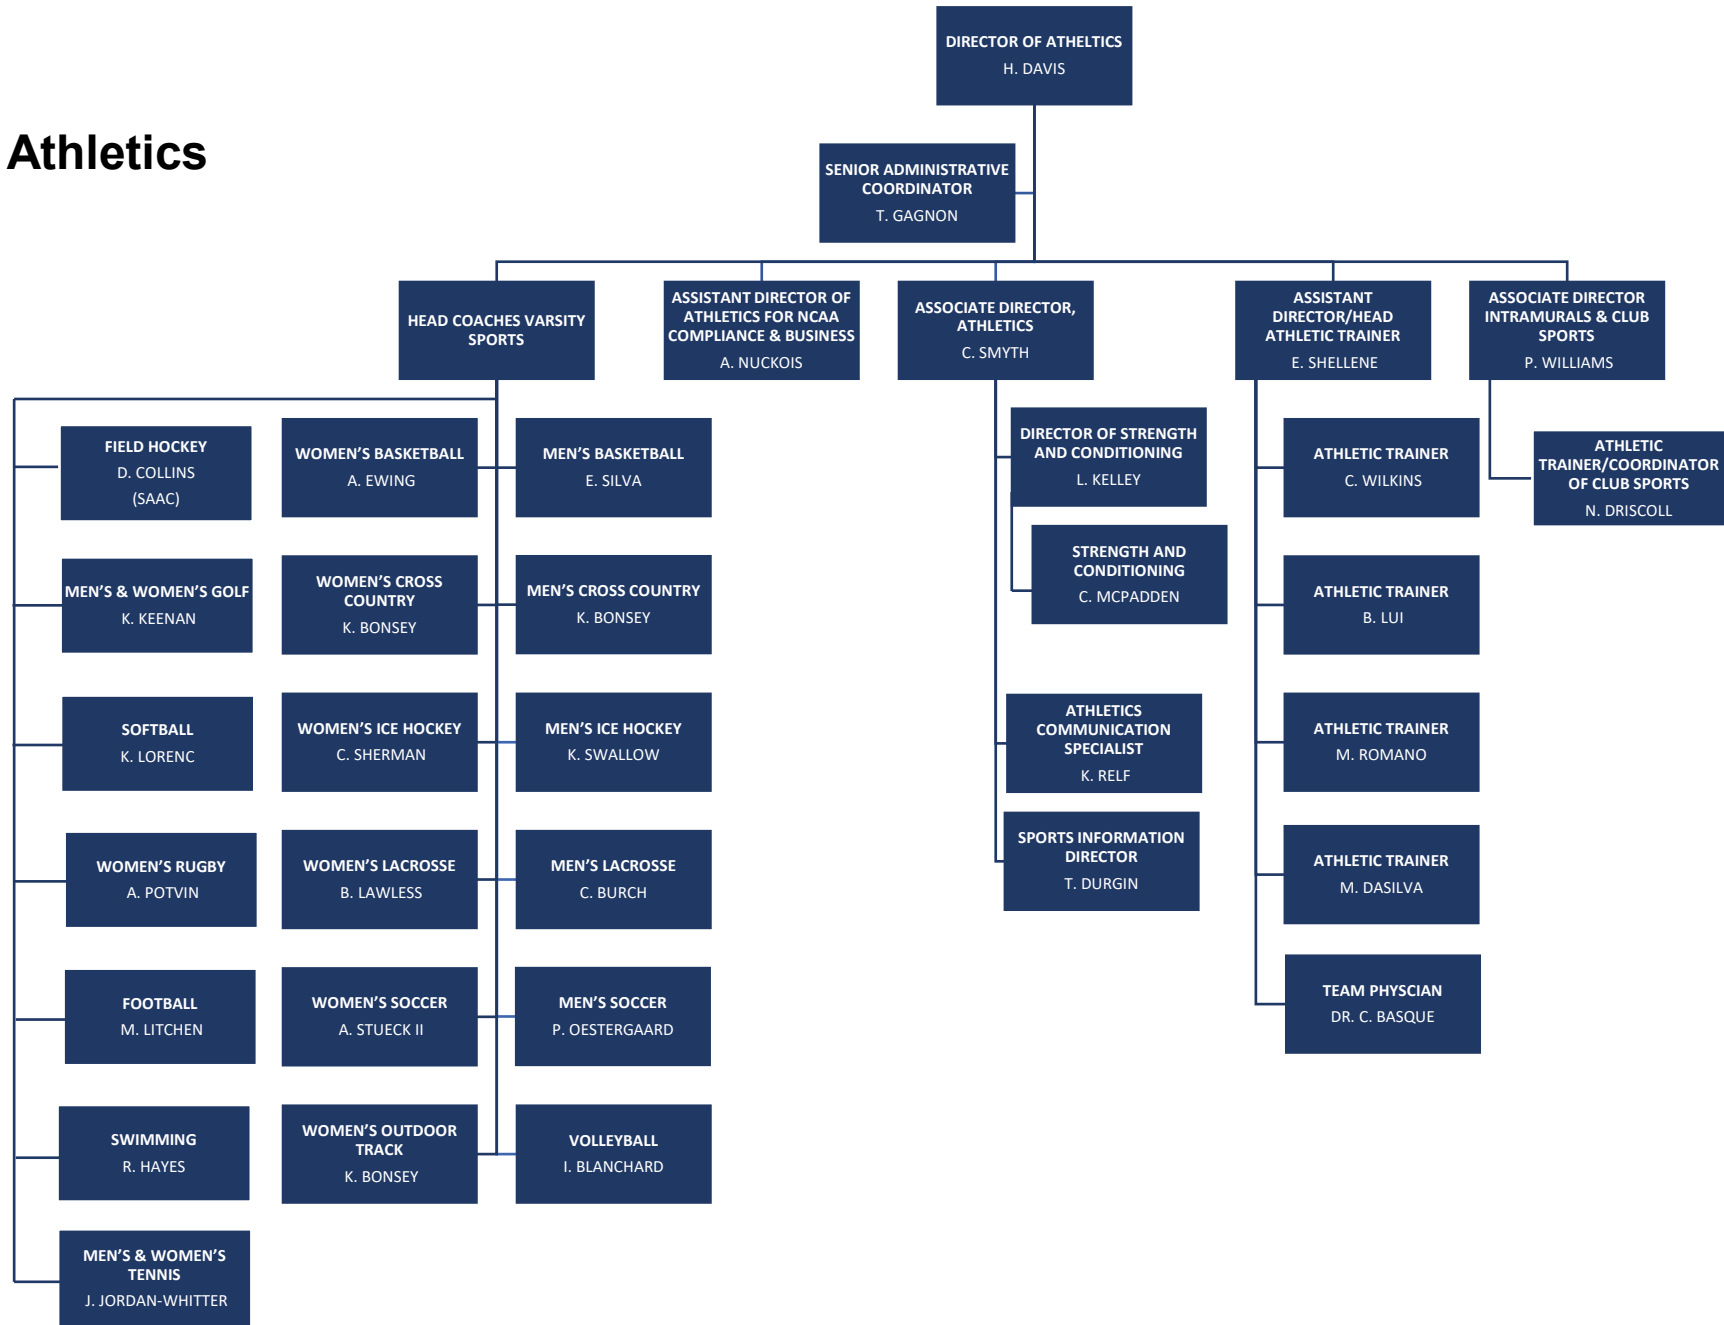 Athletics
DIRECTOR OF ATHELTICS
H. DAVIS
SENIOR ADMINISTRATIVE
COORDINATOR
T. GAGNON
HEAD COACHES VARSITY
SPORTS
ASSISTANT DIRECTOR OF
ATHLETICS FOR NCAA
COMPLIANCE & BUSINESS
A. NUCKOIS
ASSOCIATE DIRECTOR,
ATHLETICS
C. SMYTH
ASSISTANT
DIRECTOR/HEAD
ATHLETIC TRAINER
E. SHELLENE
ASSOCIATE DIRECTOR
INTRAMURALS & CLUB
SPORTS
P. WILLIAMS
FIELD HOCKEY
D. COLLINS
(SAAC)
MEN’S & WOMEN’S GOLF
K. KEENAN
SOFTBALL
K. LORENC
WOMEN’S RUGBY
A. POTVIN
FOOTBALL
M. LITCHEN
SWIMMING
R. HAYES
MEN’S & WOMEN’S
TENNIS
J. JORDAN-WHITTER
WOMEN’S BASKETBALL
A. EWING
MEN’S BASKETBALL
E. SILVA
WOMEN’S CROSS
COUNTRY
K. BONSEY
MEN’S CROSS COUNTRY
K. BONSEY
WOMEN’S ICE HOCKEY
C. SHERMAN
MEN’S ICE HOCKEY
K. SWALLOW
WOMEN’S LACROSSE
B. LAWLESS
MEN’S LACROSSE
C. BURCH
WOMEN’S SOCCER
A. STUECK II
MEN’S SOCCER
P. OESTERGAARD
WOMEN’S OUTDOOR
TRACK
K. BONSEY
VOLLEYBALL
I. BLANCHARD
DIRECTOR OF STRENGTH
AND CONDITIONING
L. KELLEY
STRENGTH AND
CONDITIONING
C. MCPADDEN
ATHLETICS
COMMUNICATION
SPECIALIST
K. RELF
SPORTS INFORMATION
DIRECTOR
T. DURGIN
ATHLETIC TRAINER
C. WILKINS
ATHLETIC TRAINER
B. LUI
ATHLETIC TRAINER
M. ROMANO
ATHLETIC TRAINER
M. DASILVA
TEAM PHYSCIAN
DR. C. BASQUE
ATHLETIC
TRAINER/COORDINATOR
OF CLUB SPORTS
N. DRISCOLL